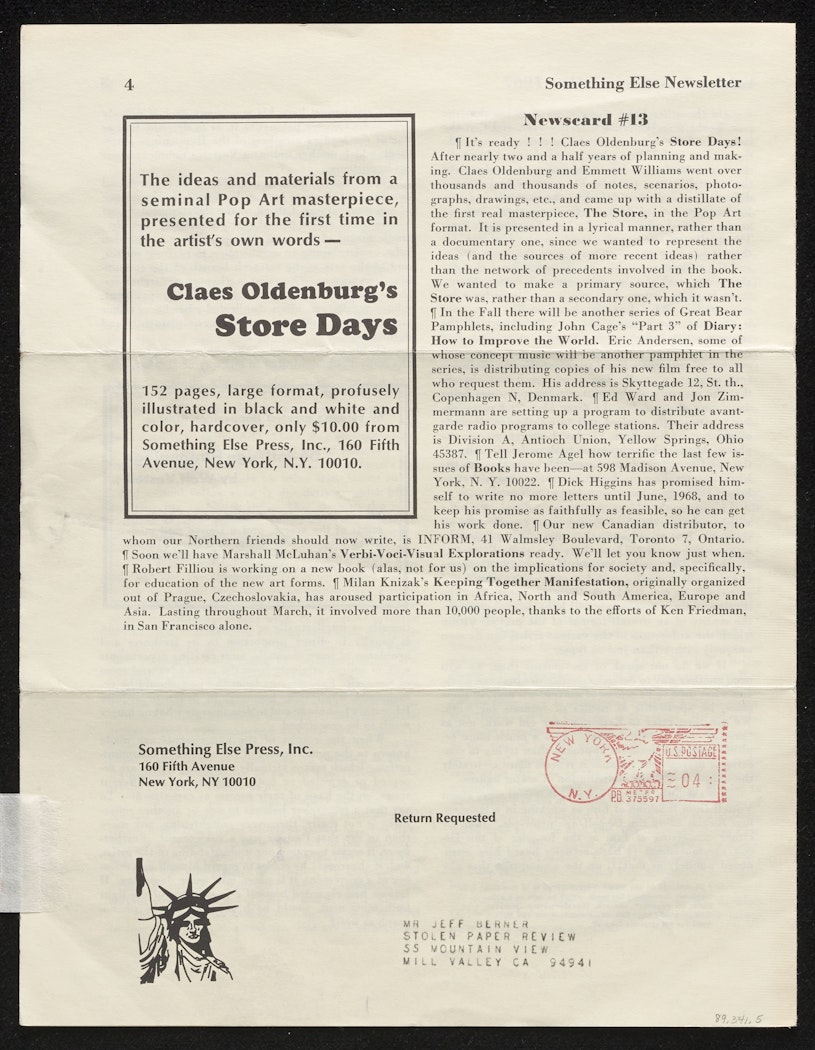 4
Something Else Newsletter
The ideas and materials from a
seminal Pop Art masterpiece,
presented for the first time in
the artist's own words —
Claes Oldenburg's
Store Days
152 pages, large format, profusely
illustrated in black and white and
color, hardcover, only $10.00 from
Something Else Press, Inc., 160 Fifth
Avenue, New York, N.Y. 10010.
Newscard #13
¶ It's ready ! ! ! Claes Oldenburg's Store Days!
After nearly two and a half years of planning and mak-
ing. Claes Oldenburg and Emmett Williams went over
thousands and thousands of notes, scenarios, photo-
graphs, drawings, etc., and came up with a distillate of
the first real masterpiece, The Store, in the Pop Art
format. It is presented in a lyrical manner, rather than
a documentary one, since we wanted to represent the
ideas (and the sources of more recent ideas) rather
than the network of precedents involved in the book.
We wanted to make a primary source, which The
Store was, rather than a secondary one, which it wasn't.
¶ In the Fall there will be another series of Great Bear
Pamphlets, including John Cage's "Part 3" of Diary:
How to Improve the World. Eric Andersen, some of
whose concept music will be another pamphlet in the
series, is distributing copies of his new film free to all
who request them. His address is Skyttegade 12, St. th.,
Copenhagen N, Denmark. ¶ Ed Ward and Jon Zim-
mermann are setting up a program to distribute avant-
garde radio programs to college stations. Their address
is Division A, Antioch Union, Yellow Springs, Ohio
45387. ¶ Tell Jerome Agel how terrific the last few is-
sues of Books have been—at 598 Madison Avenue, New
York, N. Y. 10022. ¶ Dick Higgins has promised him-
self to write no more letters until June, 1968, and to
keep his promise as faithfully as feasible, so he can get
his work done. ¶ Our new Canadian distributor, to
whom our Northern friends should now write, is INFORM, 41 Walmsley Boulevard, Toronto 7, Ontario.
¶ Soon we'll have Marshall McLuhan's Verbi-Voci-Visual Explorations ready. We'll let you know just when.
¶ Robert Filliou is working on a new book (alas, not for us) on the implications for society and, specifically,
for education of the new art forms. ¶ Milan Knizak's Keeping Together Manifestation, originally organized
out of Prague, Czechoslovakia, has aroused participation in Africa, North and South America, Europe and
Asia. Lasting throughout March, it involved more than 10,000 people, thanks to the efforts of Ken Friedman,
in San Francisco alone.
Something Else Press, Inc.
160 Fifth Avenue
New York, NY 10010
NEW YORK
N.Y.
U.S. POSTAGE
04
P.B. METER
375597
Return Requested
MR JEFF BERNER
STOLEN PAPER REVIEW
55 MOUNTAIN VIEW
MILL VALLEY CA 94941
89.341.5